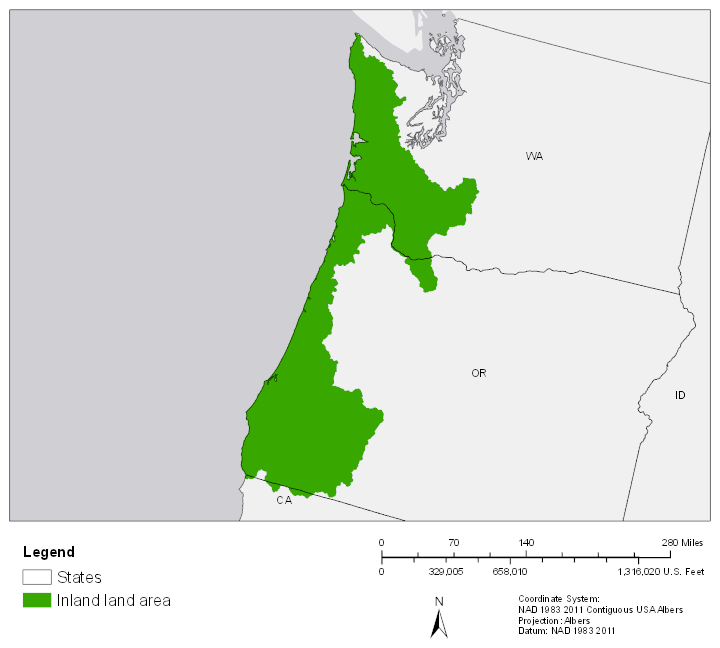 WA
OR
ID
CA
Legend
States
Inland land area
0 70 140 280 Miles
0 329,005 658,010 1,316,020 U.S. Feet
N
Coordinate System:
NAD 1983 2011 Contiguous USA Albers
Projection: Albers
Datum: NAD 1983 2011